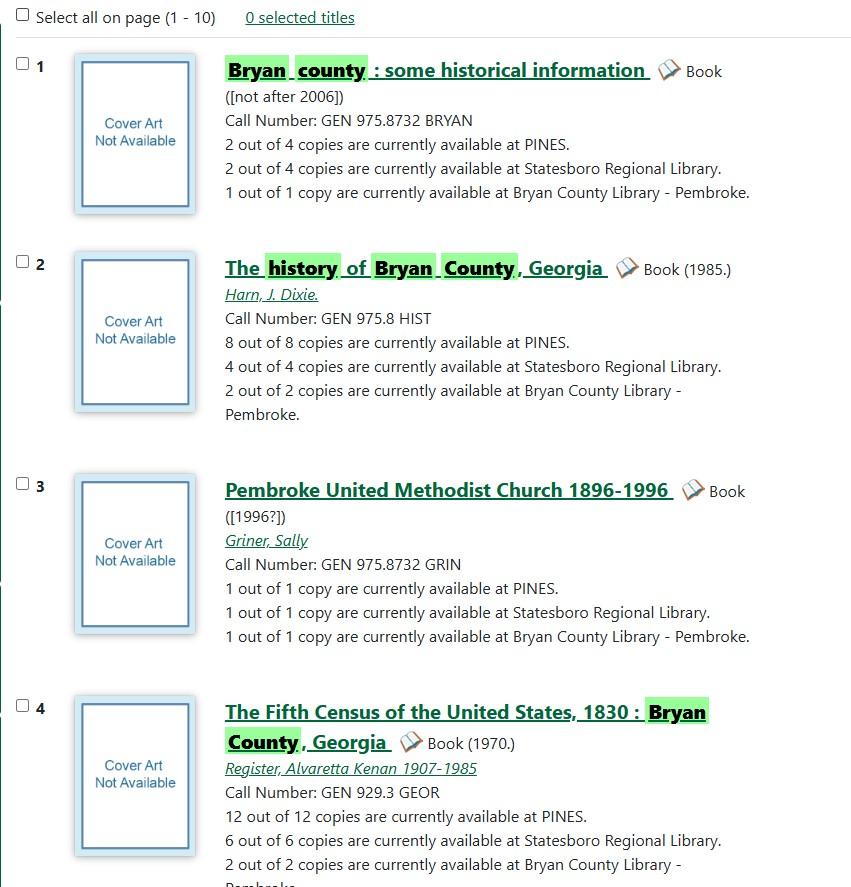 Select all on page (1 - 10) 0 selected titles
1
Cover Art
Not Available
Bryan county : some historical information Book
([not after 2006])
Call Number: GEN 975.8732 BRYAN
2 out of 4 copies are currently available at PINES.
2 out of 4 copies are currently available at Statesboro Regional Library.
1 out of 1 copy are currently available at Bryan County Library - Pembroke.
2
Cover Art
Not Available
The history of Bryan County, Georgia Book (1985.)
Harn, J. Dixie.
Call Number: GEN 975.8 HIST
8 out of 8 copies are currently available at PINES.
4 out of 4 copies are currently available at Statesboro Regional Library.
2 out of 2 copies are currently available at Bryan County Library -
Pembroke.
3
Cover Art
Not Available
Pembroke United Methodist Church 1896-1996 Book
([1996?])
Griner, Sally
Call Number: GEN 975.8732 GRIN
1 out of 1 copy are currently available at PINES.
1 out of 1 copy are currently available at Statesboro Regional Library.
1 out of 1 copy are currently available at Bryan County Library - Pembroke.
4
Cover Art
Not Available
The Fifth Census of the United States, 1830 : Bryan
County, Georgia Book (1970.)
Register, Alvaretta Kenan 1907-1985
Call Number: GEN 929.3 GEOR
12 out of 12 copies are currently available at PINES.
6 out of 6 copies are currently available at Statesboro Regional Library.
2 out of 2 copies are currently available at Bryan County Library -
Pembroke.